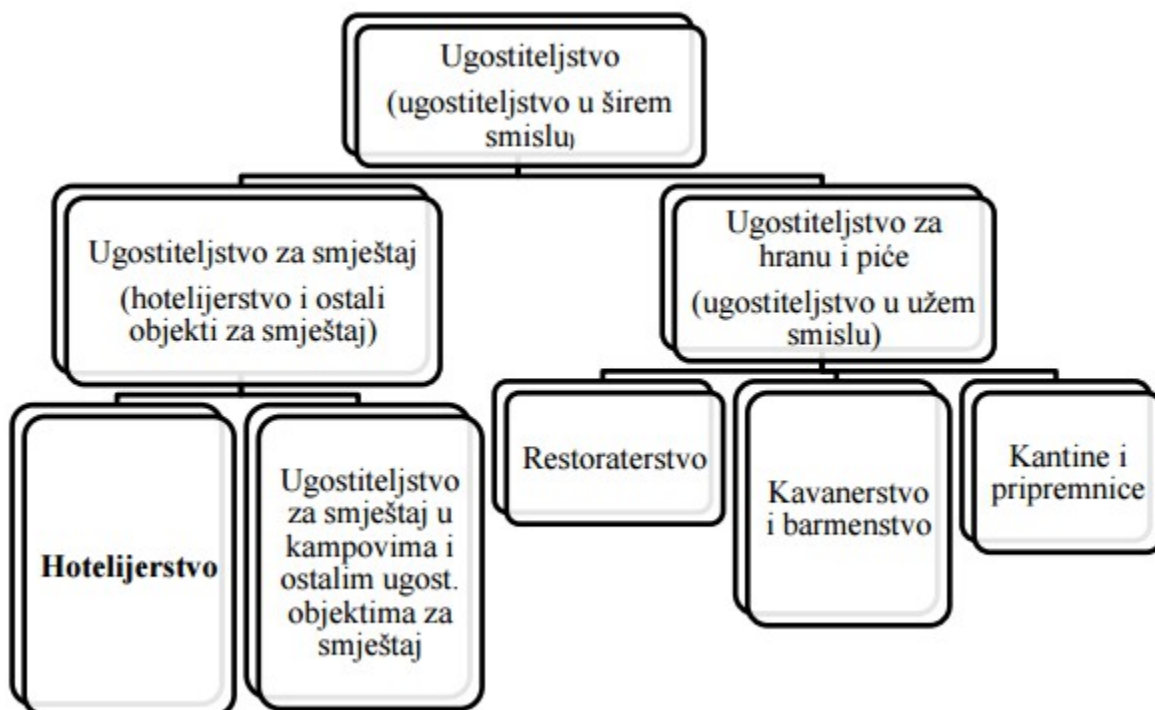 Ugostiteljstvo
(ugostiteljstvo u širem
smislu)
Ugostiteljstvo za smještaj
(hotelijerstvo i ostali
objekti za smještaj)
Ugostiteljstvo za
hranu i piće
(ugostiteljstvo u užem
smislu)
Hotelijerstvo
Ugostiteljstvo
za smještaj u
kampovima i
ostalim ugost.
objektima za
smještaj
Restoraterstvo
Kavanerstvo
i barmenstvo
Kantine i
pripremnice